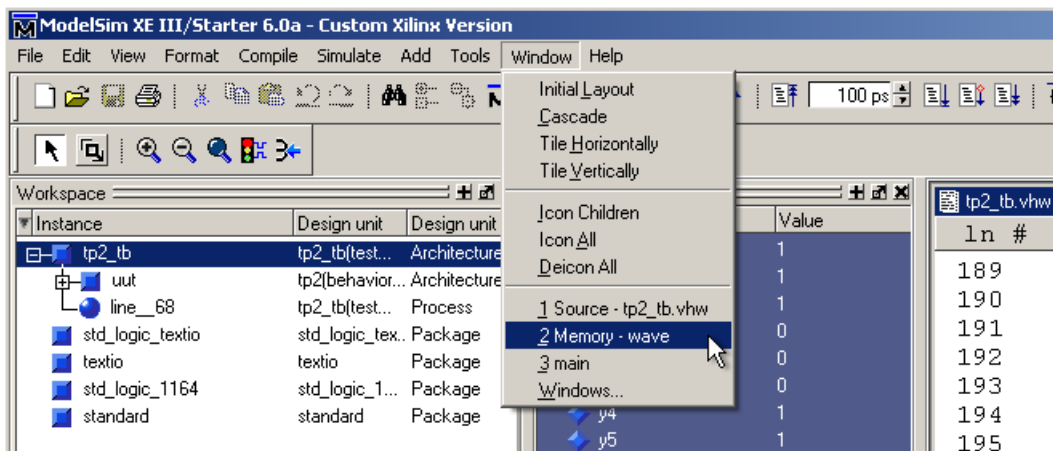 ModelSim XE III/Starter 6.0a - Custom Xilinx Version
File Edit View Format Compile Simulate Add Tools Window Help
100 ps
Initial Layout
Cascade
Tile Horizontally
Tile Vertically
Icon Children
Icon All
Deicon All
1 Source - tp2_tb.vhw
2 Memory - wave
3 main
Windows...
Workspace
Instance Design unit Design unit
tp2_tb tp2_tb(test... Architecture
uut tp2(behavior... Architecture
line__68 tp2_tb(test... Process
std_logic_textio std_logic_tex.. Package
textio textio Package
std_logic_1164 std_logic_1... Package
standard standard Package
Value
1
1
1
0
0
0
y4 1
y5 1
tp2_tb.vhw
ln #
189
190
191
192
193
194
195